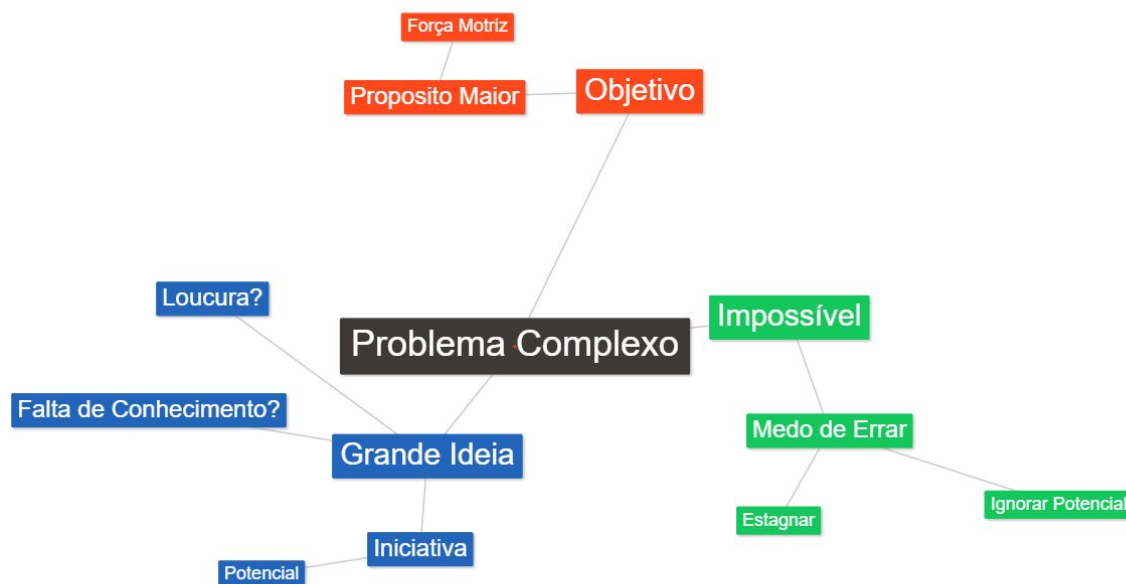 Força Motriz
Proposito Maior
Objetivo
Loucura?
Impossível
Problema Complexo
Falta de Conhecimento?
Medo de Errar
Grande Ideia
Ignorar Potencial
Estagnar
Iniciativa
Potencial